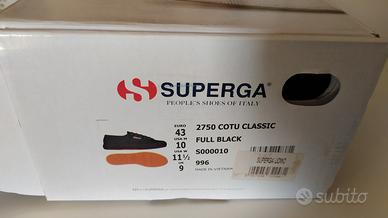 SUPERGA®
PEOPLE'S SHOES OF ITALY
EURO
43
USA M
10
USA W
11½
UK
9
2750 COTU CLASSIC
FULL BLACK
S000010
996
MADE IN VIETNAM
SUPERGA UOMO
subito